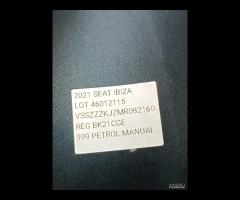 2021 SEAT IBIZA
LOT 46012115
VSSZZZKJZMR082160
REG BK21CGE
999 PETROL MANUAL